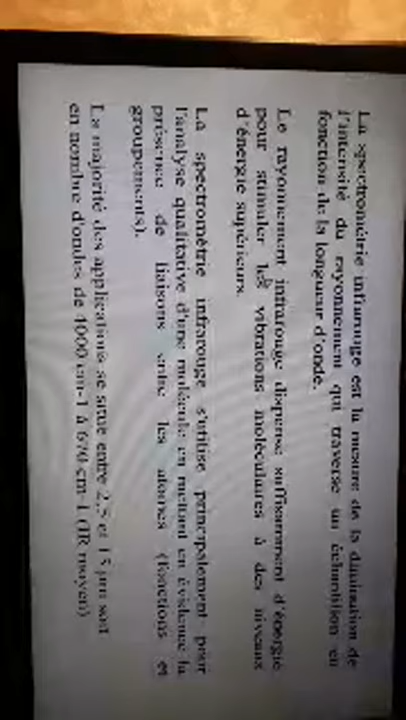 La spectrométrie infrarouge est la mesure de la diminution de
l'intensité du rayonnement qui traverse un échantillon en
fonction de la longueur d'onde.
Le rayonnement infrarouge disperse suffisamment d'énergie
pour stimuler les vibrations moléculaires à des niveaux
d'énergie supérieurs.
La spectrométrie infrarouge s'utilise principalement pour
l'analyse qualitative d'une molécule en mettant en évidence la
présence de liaisons entre les atomes (fonctions et
groupements).
La majorité des applications se situe entre 2,5 et 15 µm soit
en nombre d'ondes de 4000 cm-1 à 670 cm-1 (IR moyen)